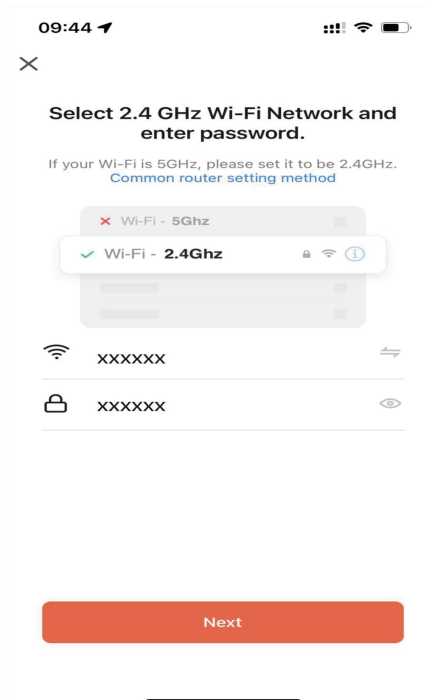 09:44
Select 2.4 GHz Wi-Fi Network and
enter password.
If your Wi-Fi is 5GHz, please set it to be 2.4GHz.
Common router setting method
Wi-Fi - 5Ghz
Wi-Fi - 2.4Ghz
xxxxxx
xxxxxx
Next